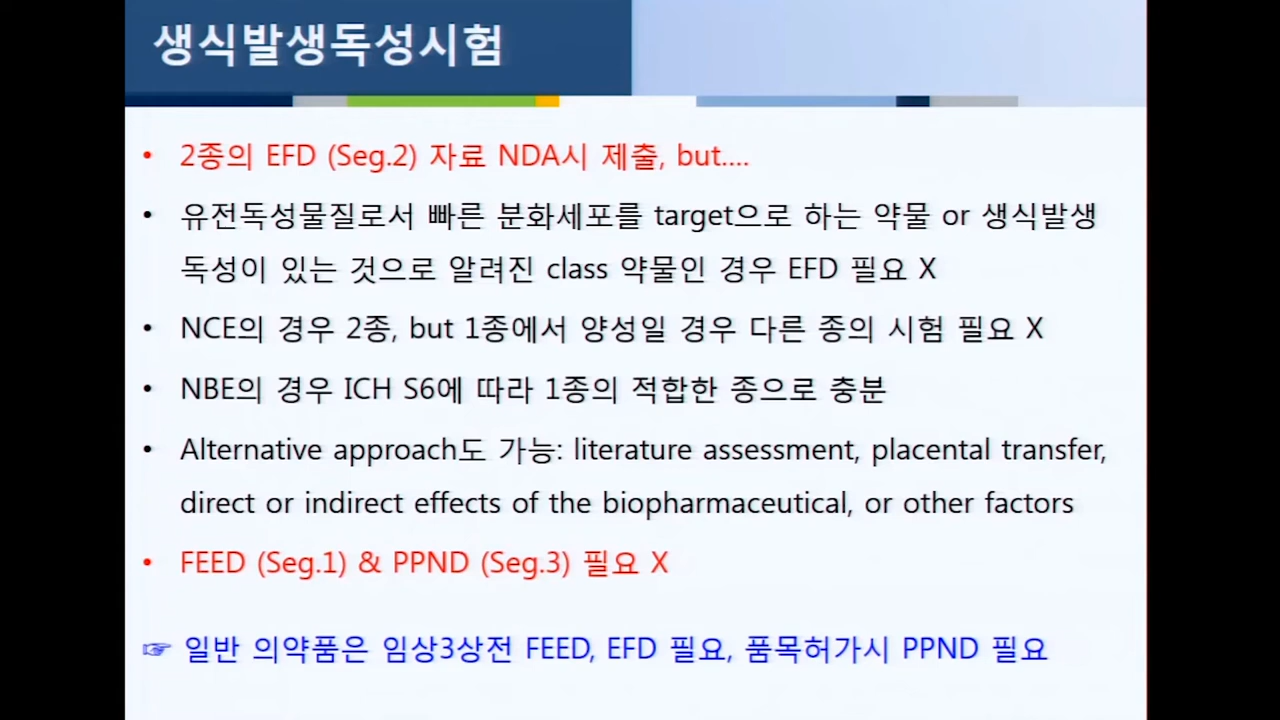 생식발생독성시험
• 2종의 EFD (Seg.2) 자료 NDA시 제출, but....
• 유전독성물질로서 빠른 분화세포를 target으로 하는 약물 or 생식발생
독성이 있는 것으로 알려진 class 약물인 경우 EFD 필요 X
• NCE의 경우 2종, but 1종에서 양성일 경우 다른 종의 시험 필요 X
• NBE의 경우 ICH S6에 따라 1종의 적합한 종으로 충분
• Alternative approach도 가능: literature assessment, placental transfer,
direct or indirect effects of the biopharmaceutical, or other factors
• FEED (Seg.1) & PPND (Seg.3) 필요 X
☞ 일반 의약품은 임상3상전 FEED, EFD 필요, 품목허가시 PPND 필요